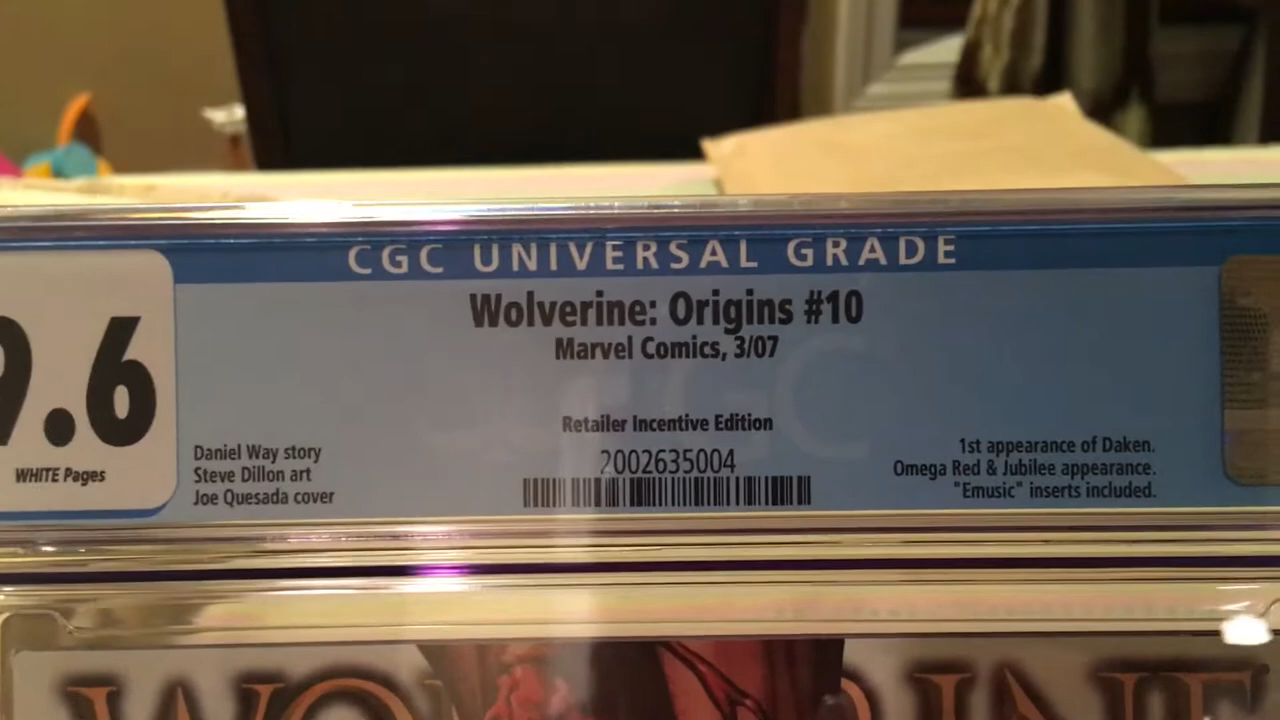 CGC UNIVERSAL GRADE
Wolverine: Origins #10
Marvel Comics, 3/07
Retailer Incentive Edition
2002635004
9.6
WHITE Pages
Daniel Way story
Steve Dillon art
Joe Quesada cover
1st appearance of Daken.
Omega Red & Jubilee appearance.
"Emusic" inserts included.
CGC